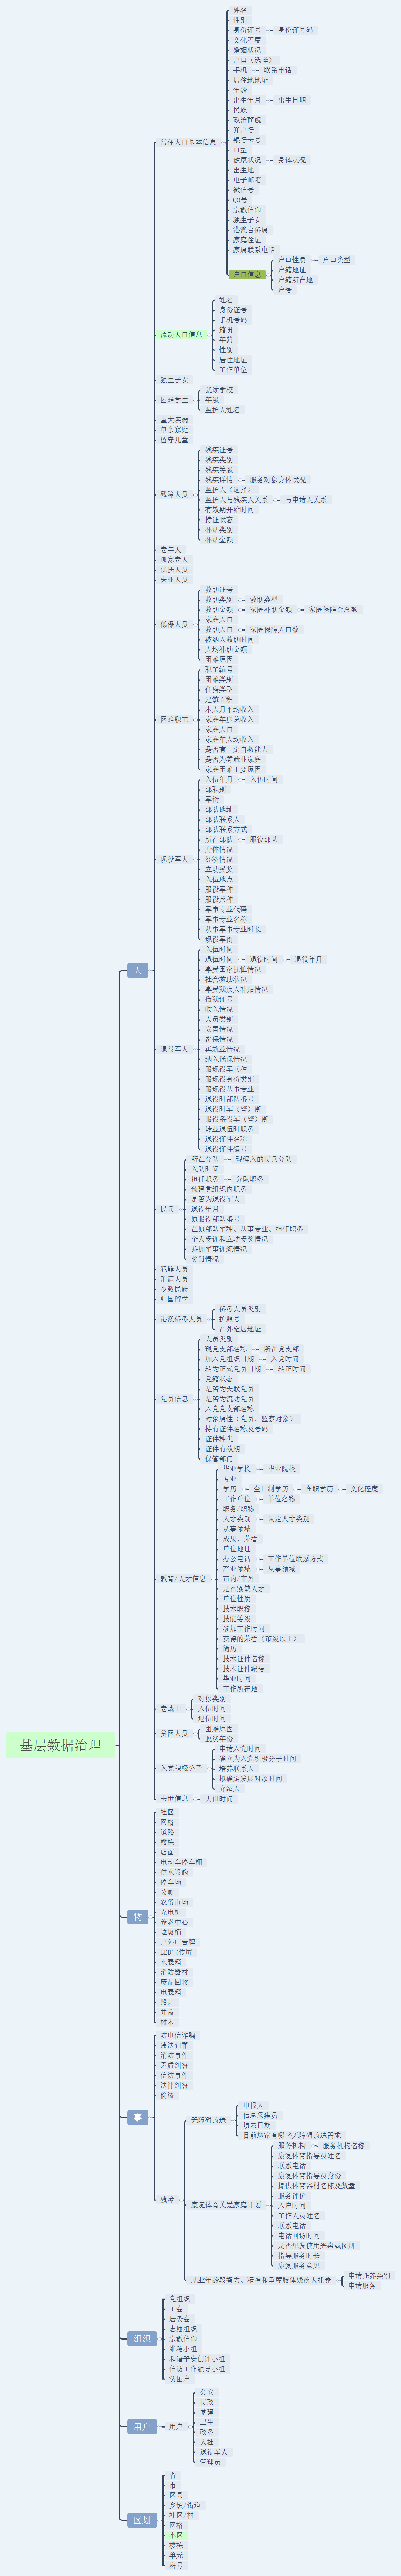 基层数据治理
人
常住人口基本信息
姓名
性别
身份证号 身份证号码
文化程度
婚姻状况
户口（选择）
手机 联系电话
居住地地址
年龄
出生年月 出生日期
民族
政治面貌
开户行
银行卡号
血型
健康状况 身体状况
出生地
电子邮箱
微信号
QQ号
宗教信仰
独生子女
港澳台侨属
家庭住址
家属联系电话
户口信息
户口性质 户口类型
户籍地址
户籍所在地
户号
流动人口信息
姓名
身份证号
手机号码
籍贯
年龄
性别
居住地址
工作单位
独生子女
困难学生
就读学校
年级
监护人姓名
重大疾病
单亲家庭
留守儿童
残障人员
残疾证号
残疾类别
残疾等级
残疾详情 服务对象身体状况
监护人（选择）
监护人与残疾人关系 与申请人关系
有效期开始时间
持证状态
补贴类别
补贴金额
老年人
孤寡老人
优抚人员
失业人员
低保人员
救助证号
救助类别 救助类型
救助金额 家庭补助金额 家庭保障金总额
家庭人口
救助人口 家庭保障人口数
被纳入救助时间
人均补助金额
困难原因
困难职工
职工编号
困难类别
住房类型
建筑面积
本人月平均收入
家庭年度总收入
家庭人口
家庭年人均收入
是否有一定自救能力
是否为零就业家庭
家庭困难主要原因
现役军人
入伍年月 入伍时间
部职别
军衔
部队地址
部队联系人
部队联系方式
所在部队 服役部队
身体情况
经济情况
立功受奖
入伍地点
服役军种
服役兵种
军事专业代码
军事专业名称
从事军事专业时长
现役军衔
退役军人
入伍时间
退伍时间 退役时间 退役年月
享受国家抚恤情况
社会救助状况
享受残疾人补贴情况
伤残证号
收入情况
人员类别
安置情况
参保情况
再就业情况
纳入低保情况
服现役军兵种
服现役身份类别
服现役从事专业
退役时部队番号
退役时军（警）衔
服役备役军（警）衔
转业退伍时职务
退役证件名称
退役证件编号
民兵
所在分队 现编入的民兵分队
入队时间
担任职务 分队职务
预建党组织内职务
是否为退役军人
退役年月
原服役部队番号
在原部队军种、从事专业、担任职务
个人受训和立功受奖情况
参加军事训练情况
奖罚情况
犯罪人员
刑满人员
少数民族
归国留学
港澳侨务人员
侨务人员类别
护照号
在外定居地址
党员信息
人员类别
现党支部名称 所在党支部
加入党组织日期 入党时间
转为正式党员日期 转正时间
党籍状态
是否为失联党员
是否为流动党员
入党党支部名称
对象属性（党员、监察对象）
持有证件名称及号码
证件种类
证件有效期
保管部门
教育/人才信息
毕业学校 毕业院校
专业
学历 全日制学历 在职学历 文化程度
工作单位 单位名称
职务/职称
人才类别 认定人才类别
从事领域
成果、荣誉
单位地址
办公电话 工作单位联系方式
产业领域 从事领域
市内/市外
是否紧缺人才
单位性质
技术职称
技能等级
参加工作时间
获得的荣誉（市级以上）
简历
技术证件名称
技术证件编号
毕业时间
工作所在地
老战士
对象类别
入伍时间
退伍时间
贫困人员
困难原因
脱贫年份
入党积极分子
申请入党时间
确立为入党积极分子时间
培养联系人
拟确定发展对象时间
介绍人
去世信息 去世时间
物
社区
网格
道路
楼栋
店面
电动车停车棚
供水设施
停车场
公厕
农贸市场
充电桩
养老中心
垃圾桶
户外广告牌
LED宣传屏
水表箱
消防器材
废品回收
电表箱
路灯
井盖
树木
事
防电信诈骗
违法犯罪
消防事件
矛盾纠纷
信访事件
法律纠纷
偷盗
残障
无障碍改造
申报人
信息采集员
填表日期
目前您家有哪些无障碍改造需求
康复体育关爱家庭计划
服务机构 服务机构名称
康复体育指导员姓名
联系电话
康复体育指导员身份
提供体育器材名称及数量
服务评价
入户时间
工作人员姓名
联系电话
电话回访时间
是否配发使用光盘或图册
指导服务时长
康复服务意见
就业年龄段智力、精神和重度肢体残疾人托养
申请托养类别
申请服务
组织
党组织
工会
居委会
志愿组织
宗教信仰
维稳小组
和谐平安创评小组
信访工作领导小组
贫困户
用户
用户
公安
民政
党建
卫生
政务
人社
退役军人
管理员
区划
省
市
区县
乡镇/街道
社区/村
网格
小区
楼栋
单元
房号